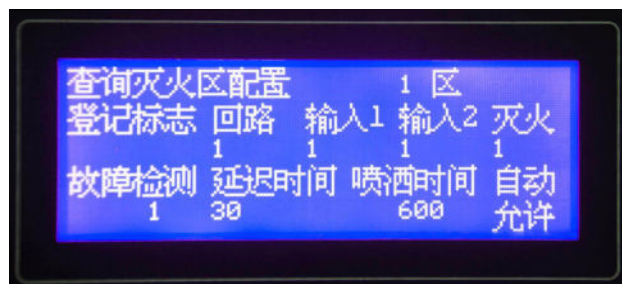 查询灭火区配置 1 区
登记标志 回路 输入1 输入2 灭火
1 1 1 1
故障检测 延迟时间 喷洒时间 自动
1 30 600 允许